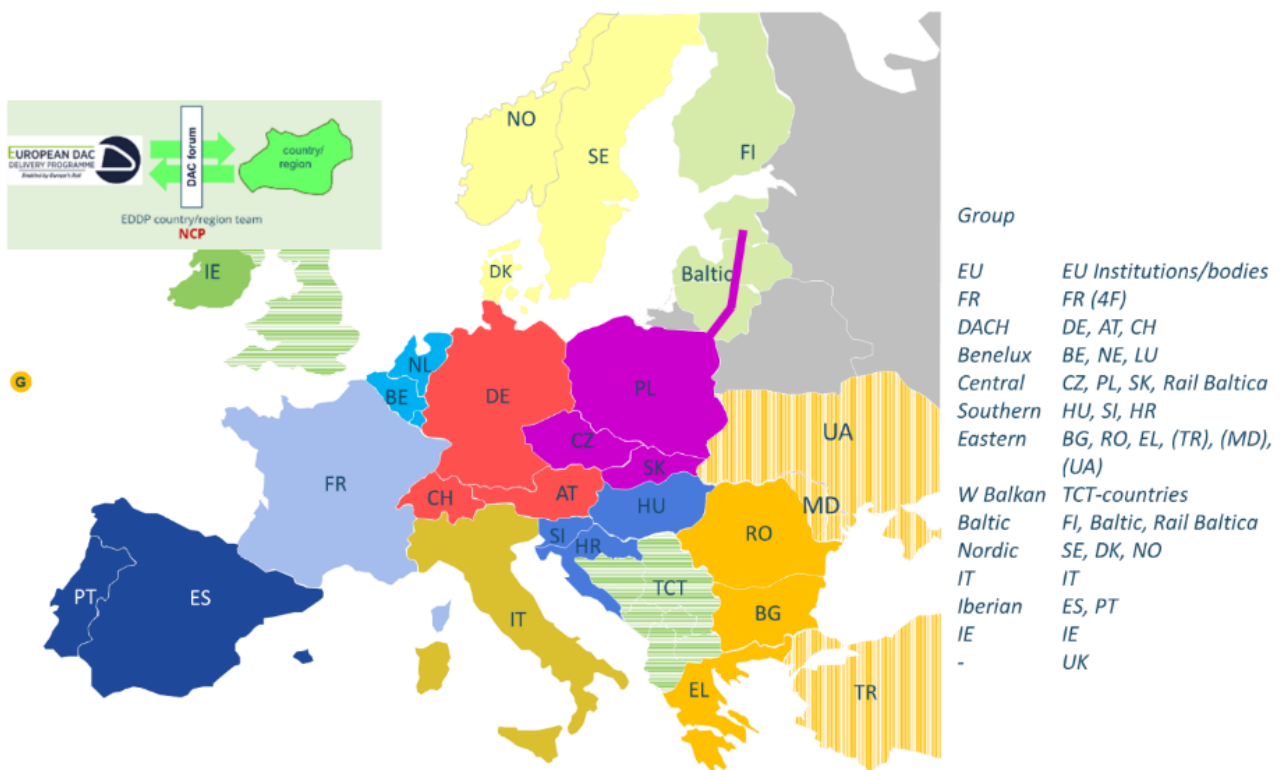 EUROPEAN DAC
DELIVERY PROGRAMME
Enabled by Europe's Rail
DAC forum
country/
region
EDDP country/region team
NCP
NO
SE
FI
IE
DK
Baltic
NL
BE
DE
PL
CZ
SK
UA
FR
CH
AT
HU
MD
SI
HR
RO
PT
ES
IT
TCT
BG
EL
TR
G
Group
EU EU Institutions/bodies
FR FR (4F)
DACH DE, AT, CH
Benelux BE, NE, LU
Central CZ, PL, SK, Rail Baltica
Southern HU, SI, HR
Eastern BG, RO, EL, (TR), (MD),
(UA)
W Balkan TCT-countries
Baltic FI, Baltic, Rail Baltica
Nordic SE, DK, NO
IT IT
Iberian ES, PT
IE IE
- UK